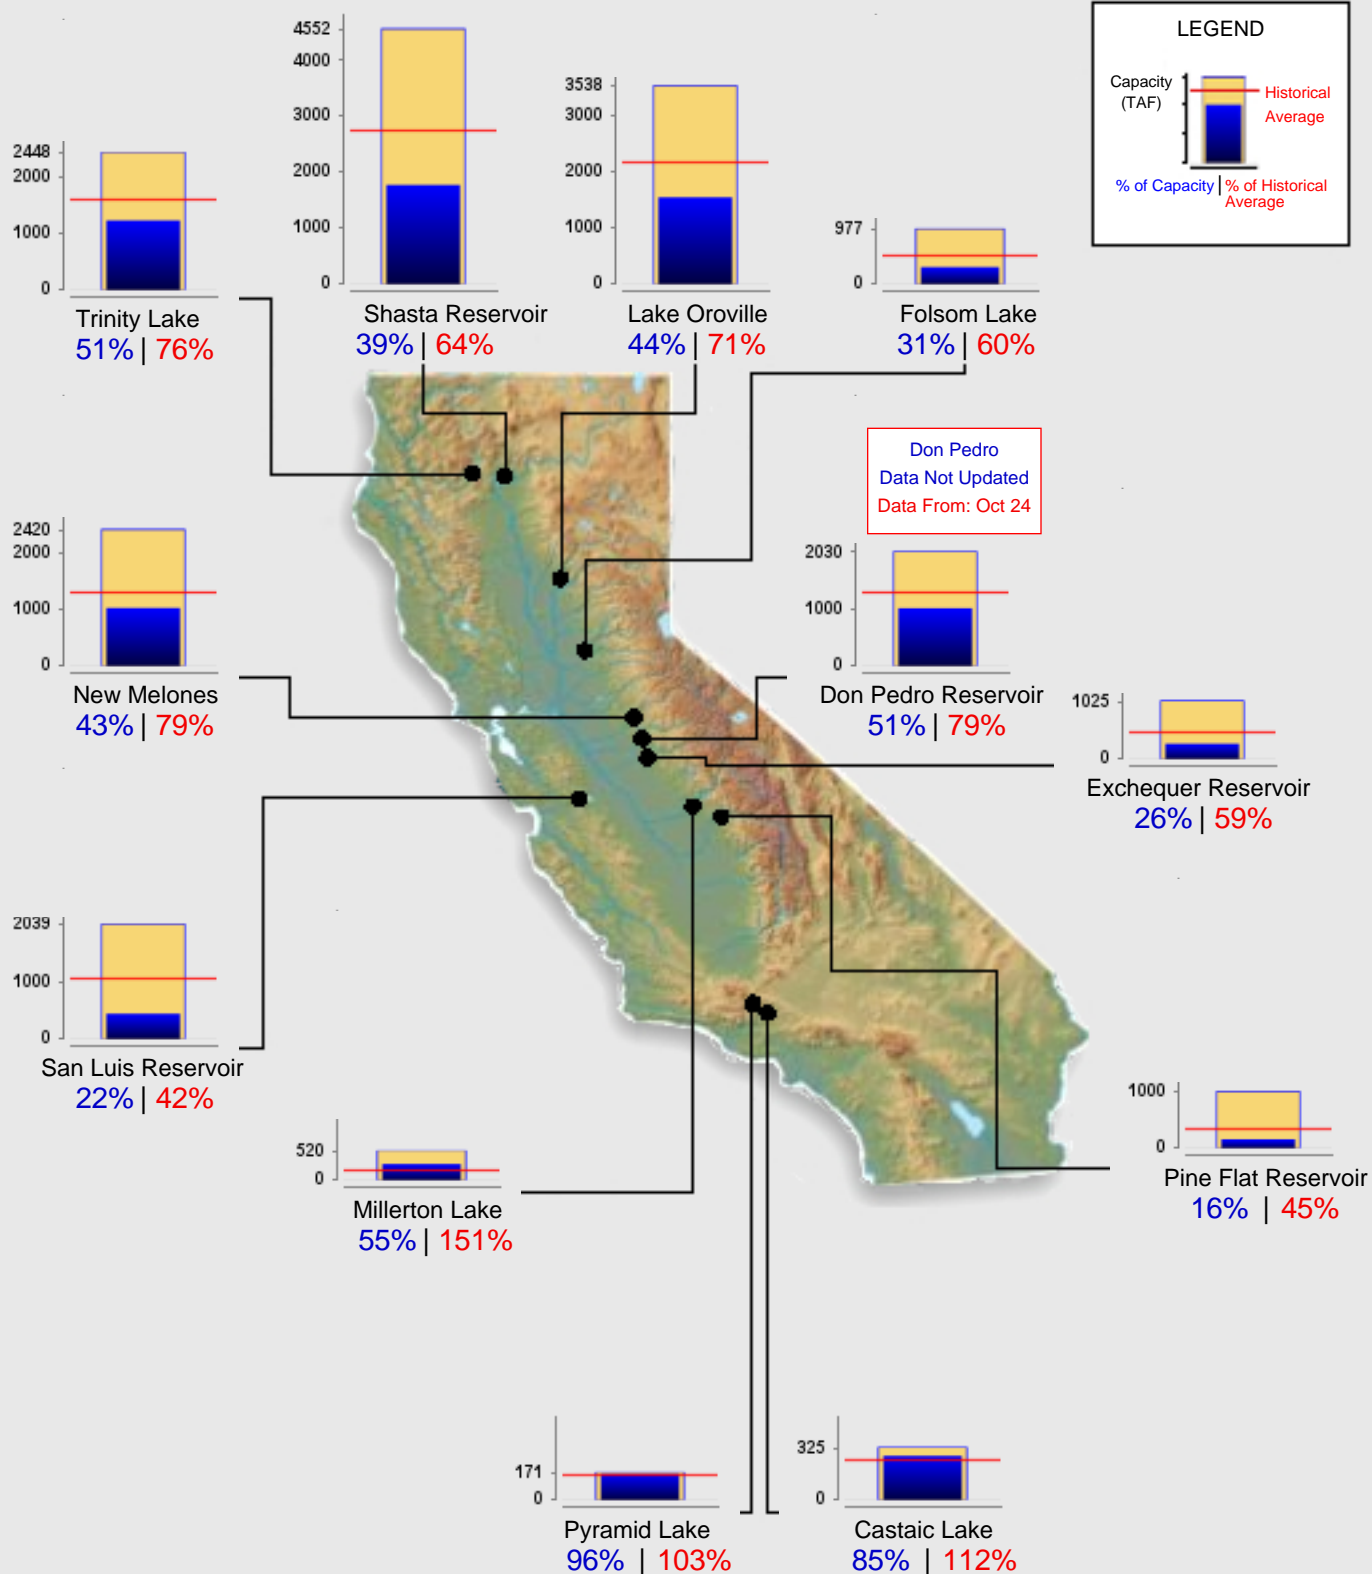 LEGEND
Capacity
(TAF)
Historical
Average
% of Capacity | % of Historical
Average
4552
4000
3000
2000
1000
0
Shasta Reservoir
39% | 64%
3538
3000
2000
1000
0
Lake Oroville
44% | 71%
2448
2000
1000
0
Trinity Lake
51% | 76%
977
0
Folsom Lake
31% | 60%
Don Pedro
Data Not Updated
Data From: Oct 24
2420
2000
1000
0
New Melones
43% | 79%
2030
1000
0
Don Pedro Reservoir
51% | 79%
1025
0
Exchequer Reservoir
26% | 59%
2039
1000
0
San Luis Reservoir
22% | 42%
520
0
Millerton Lake
55% | 151%
1000
0
Pine Flat Reservoir
16% | 45%
171
0
Pyramid Lake
96% | 103%
325
0
Castaic Lake
85% | 112%